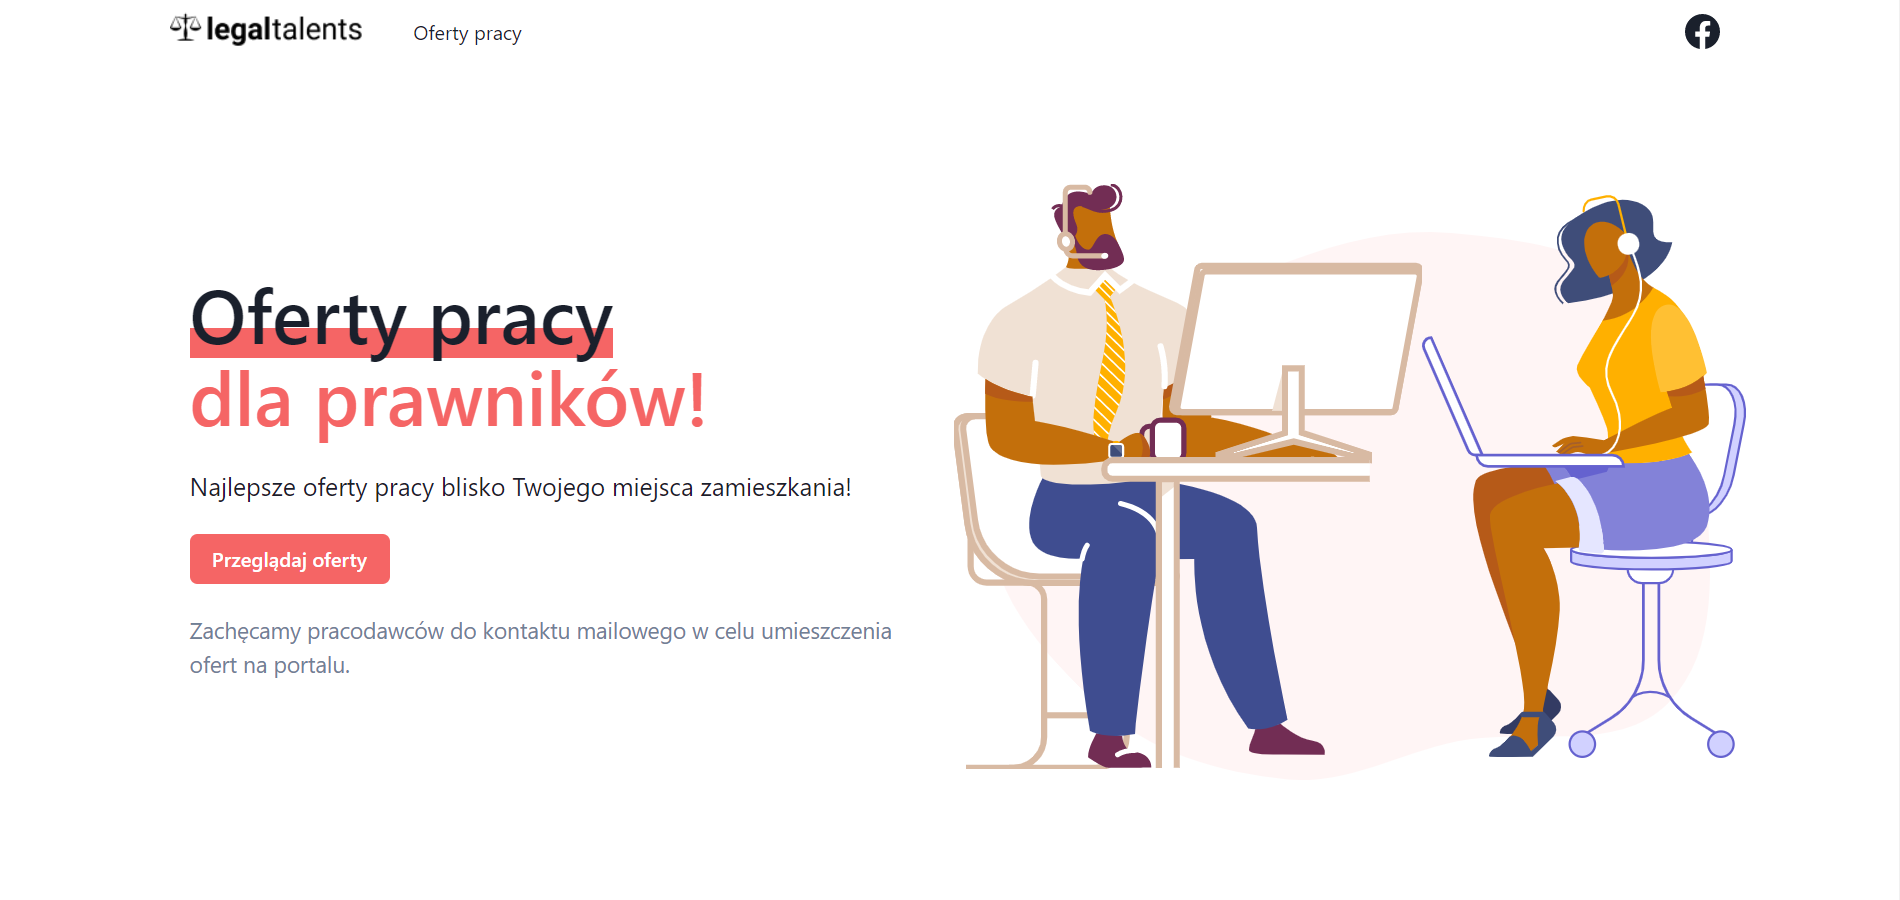 legaltalents
Oferty pracy
Oferty pracy
dla prawników!
Najlepsze oferty pracy blisko Twojego miejsca zamieszkania!
Przeglądaj oferty
Zachęcamy pracodawców do kontaktu mailowego w celu umieszczenia
ofert na portalu.